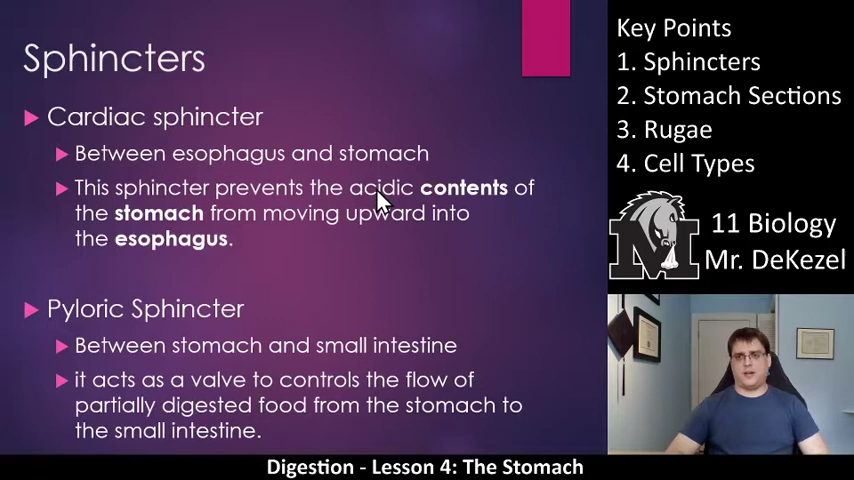 Sphincters
Cardiac sphincter
Between esophagus and stomach
This sphincter prevents the acidic contents of
the stomach from moving upward into
the esophagus.
Pyloric Sphincter
Between stomach and small intestine
it acts as a valve to controls the flow of
partially digested food from the stomach to
the small intestine.
Key Points
1. Sphincters
2. Stomach Sections
3. Rugae
4. Cell Types
M
11 Biology
Mr. DeKezel
Digestion - Lesson 4: The Stomach